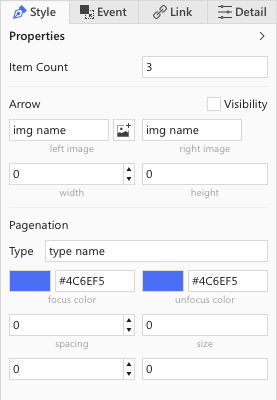 Style Event Link Detail
Properties
Item Count 3
Arrow Visibility
img name img name
left image right image
0 0
width height
Pagenation
Type type name
#4C6EF5 #4C6EF5
focus color unfocus color
0 0
spacing size
0 0